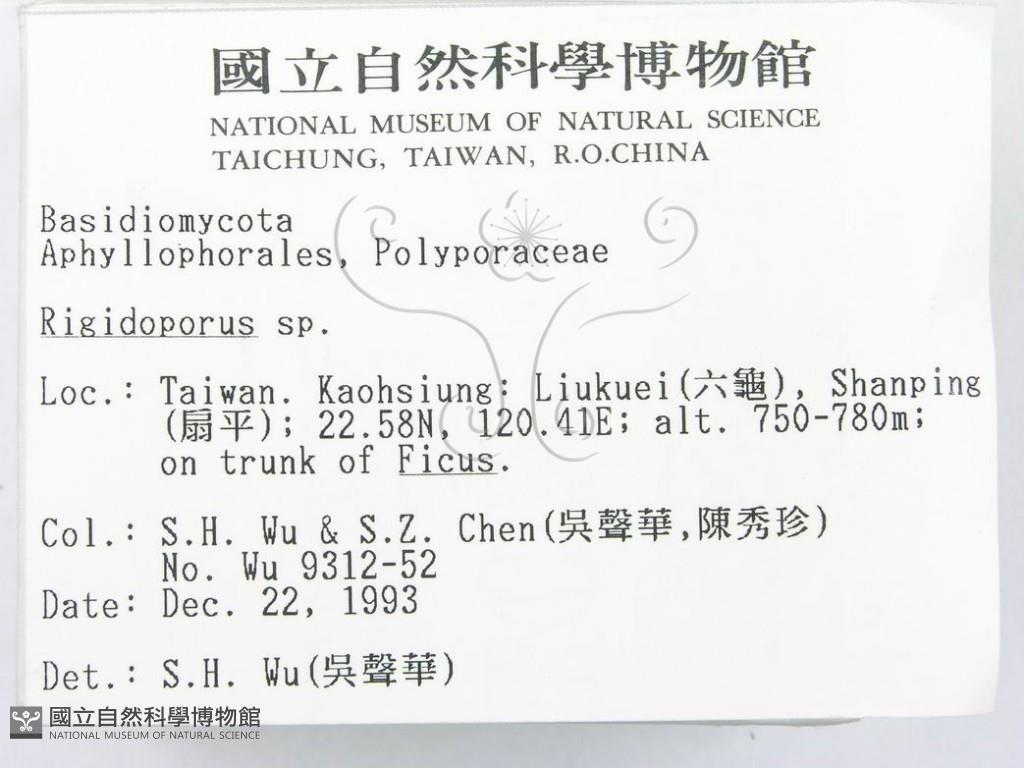 國立自然科學博物館
NATIONAL MUSEUM OF NATURAL SCIENCE
TAICHUNG, TAIWAN, R.O.CHINA
Basidiomycota
Aphyllophorales, Polyporaceae
Rigidoporus sp.
Loc.: Taiwan. Kaohsiung: Liukuei(六龜), Shanping
(扇平); 22.58N, 120.41E; alt. 750-780m;
on trunk of Ficus.
Col.: S.H. Wu & S.Z. Chen(吳聲華,陳秀珍)
No. Wu 9312-52
Date: Dec. 22, 1993
Det.: S.H. Wu(吳聲華)
國立自然科學博物館
NATIONAL MUSEUM OF NATURAL SCIENCE